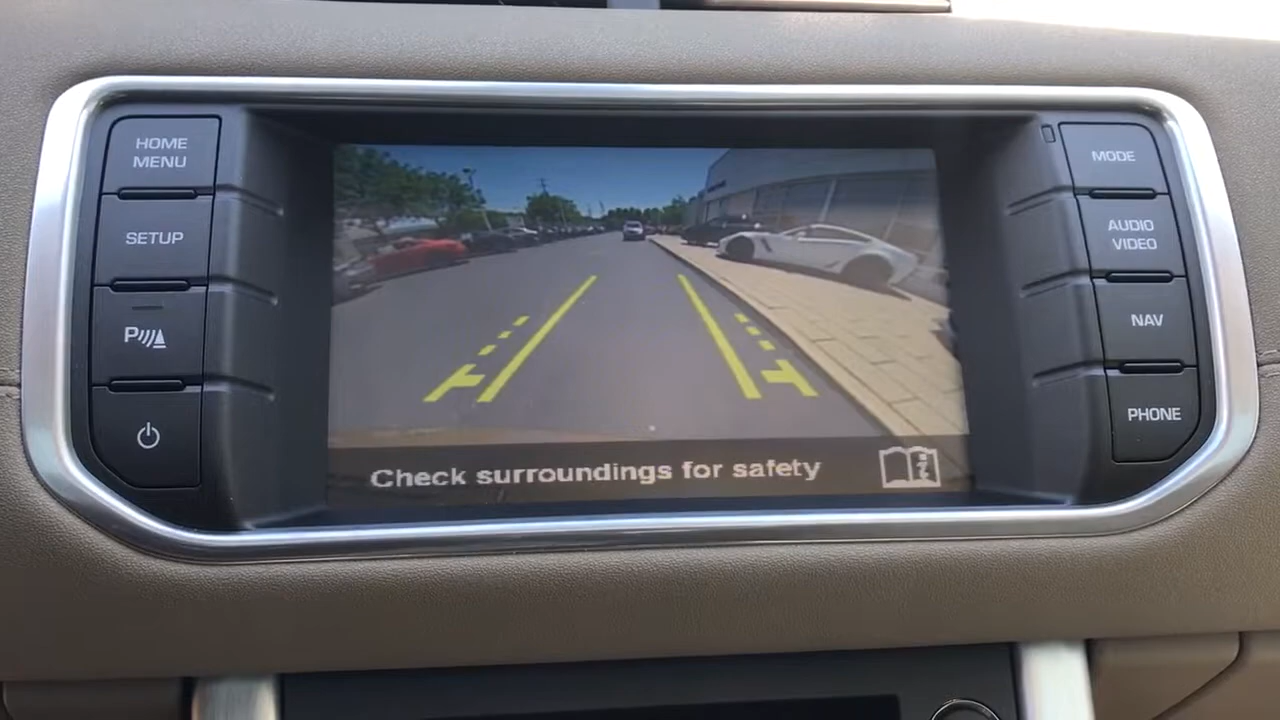 HOME
MENU
SETUP
P
Check surroundings for safety
MODE
AUDIO
VIDEO
NAV
PHONE